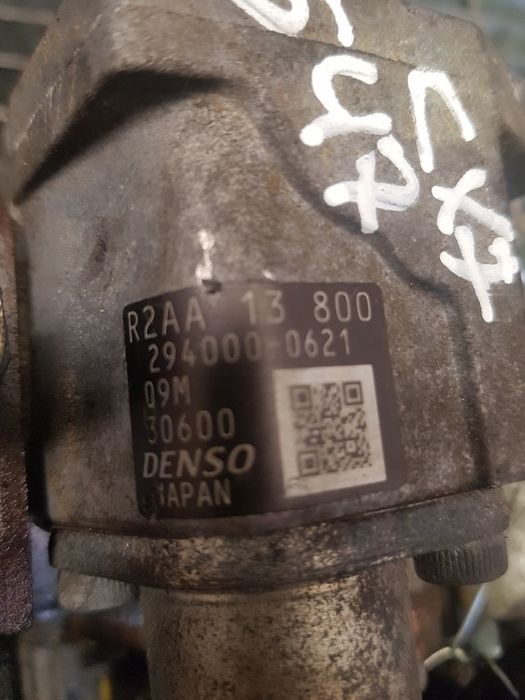 R2AA 13 800
294000-0621
09M
30600
DENSO
JAPAN